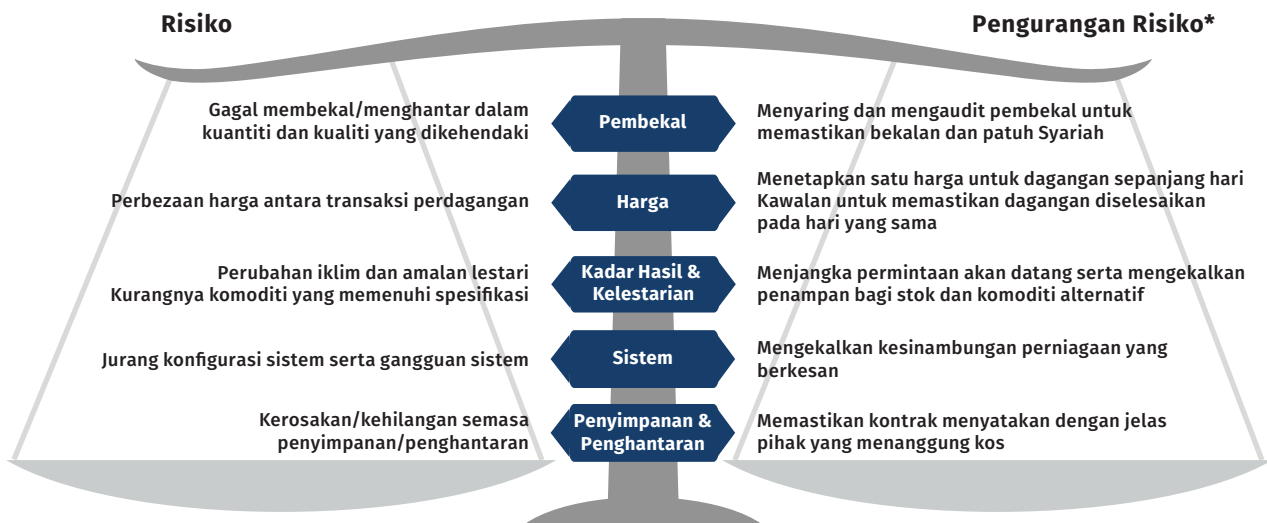 Risiko
Pengurangan Risiko*
Gagal membekal/menghantar dalam
kuantiti dan kualiti yang dikehendaki
Pembekal
Menyaring dan mengaudit pembekal untuk
memastikan bekalan dan patuh Syariah
Perbezaan harga antara transaksi perdagangan
Harga
Menetapkan satu harga untuk dagangan sepanjang hari
Kawalan untuk memastikan dagangan diselesaikan
pada hari yang sama
Perubahan iklim dan amalan lestari
Kurangnya komoditi yang memenuhi spesifikasi
Kadar Hasil &
Kelestarian
Menjangka permintaan akan datang serta mengekalkan
penampan bagi stok dan komoditi alternatif
Jurang konfigurasi sistem serta gangguan sistem
Sistem
Mengekalkan kesinambungan perniagaan yang
berkesan
Kerosakan/kehilangan semasa
penyimpanan/penghantaran
Penyimpanan &
Penghantaran
Memastikan kontrak menyatakan dengan jelas
pihak yang menanggung kos